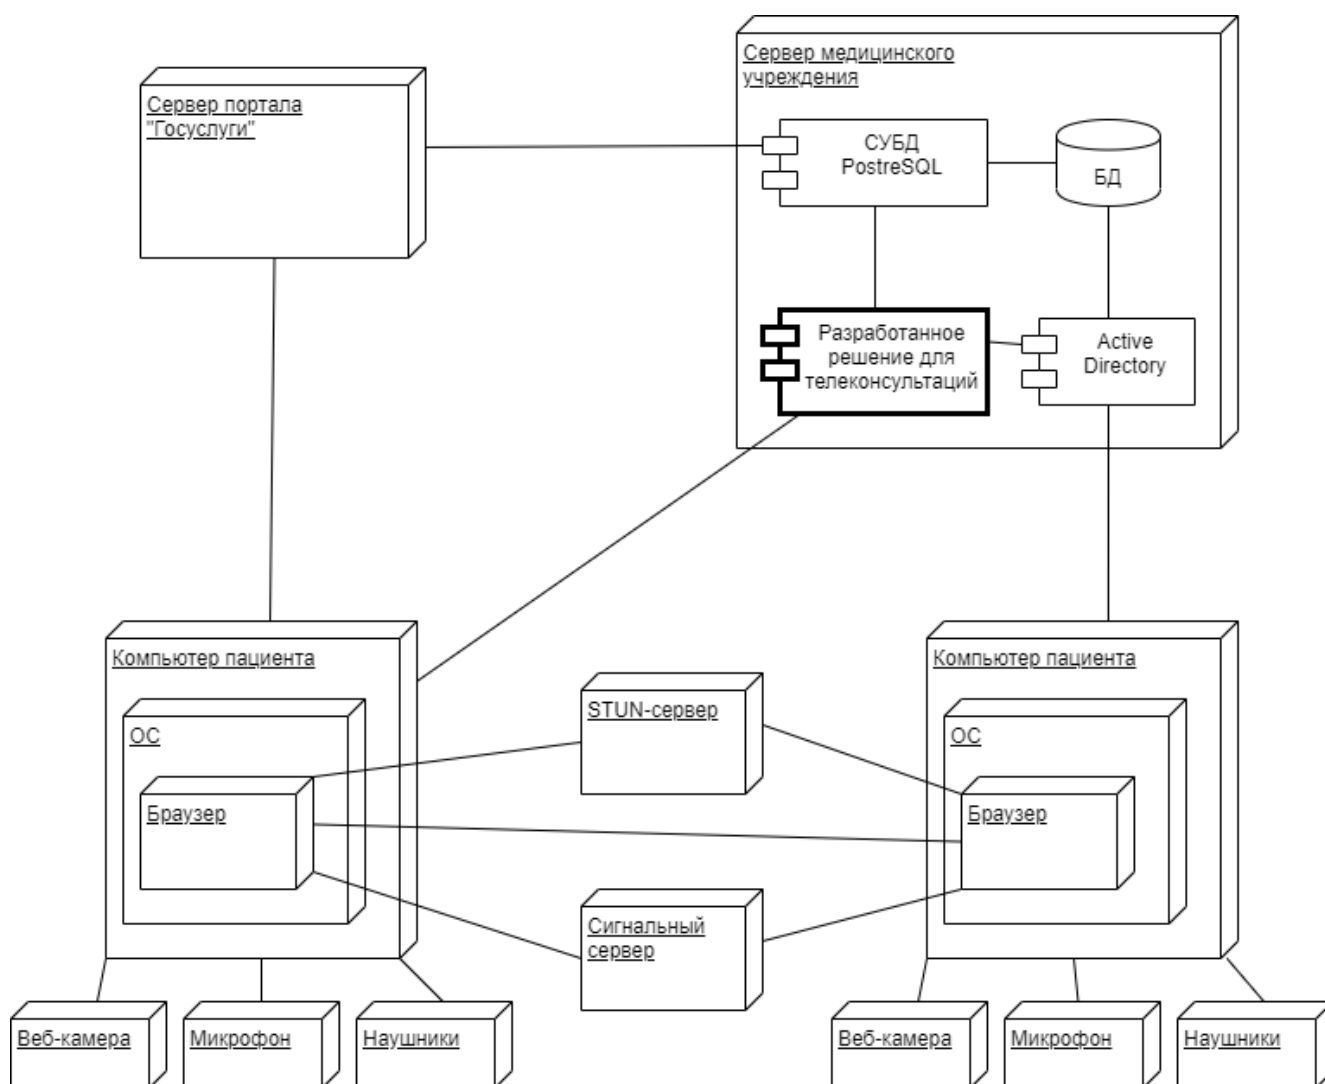 Сервер медицинского
учреждения
Сервер портала
"Госуслуги"
СУБД
PostreSQL
БД
Разработанное
решение для
телеконсультаций
Active
Directory
Компьютер пациента
ОС
Браузер
STUN-сервер
Сигнальный
сервер
Компьютер пациента
ОС
Браузер
Веб-камера
Микрофон
Наушники
Веб-камера
Микрофон
Наушники